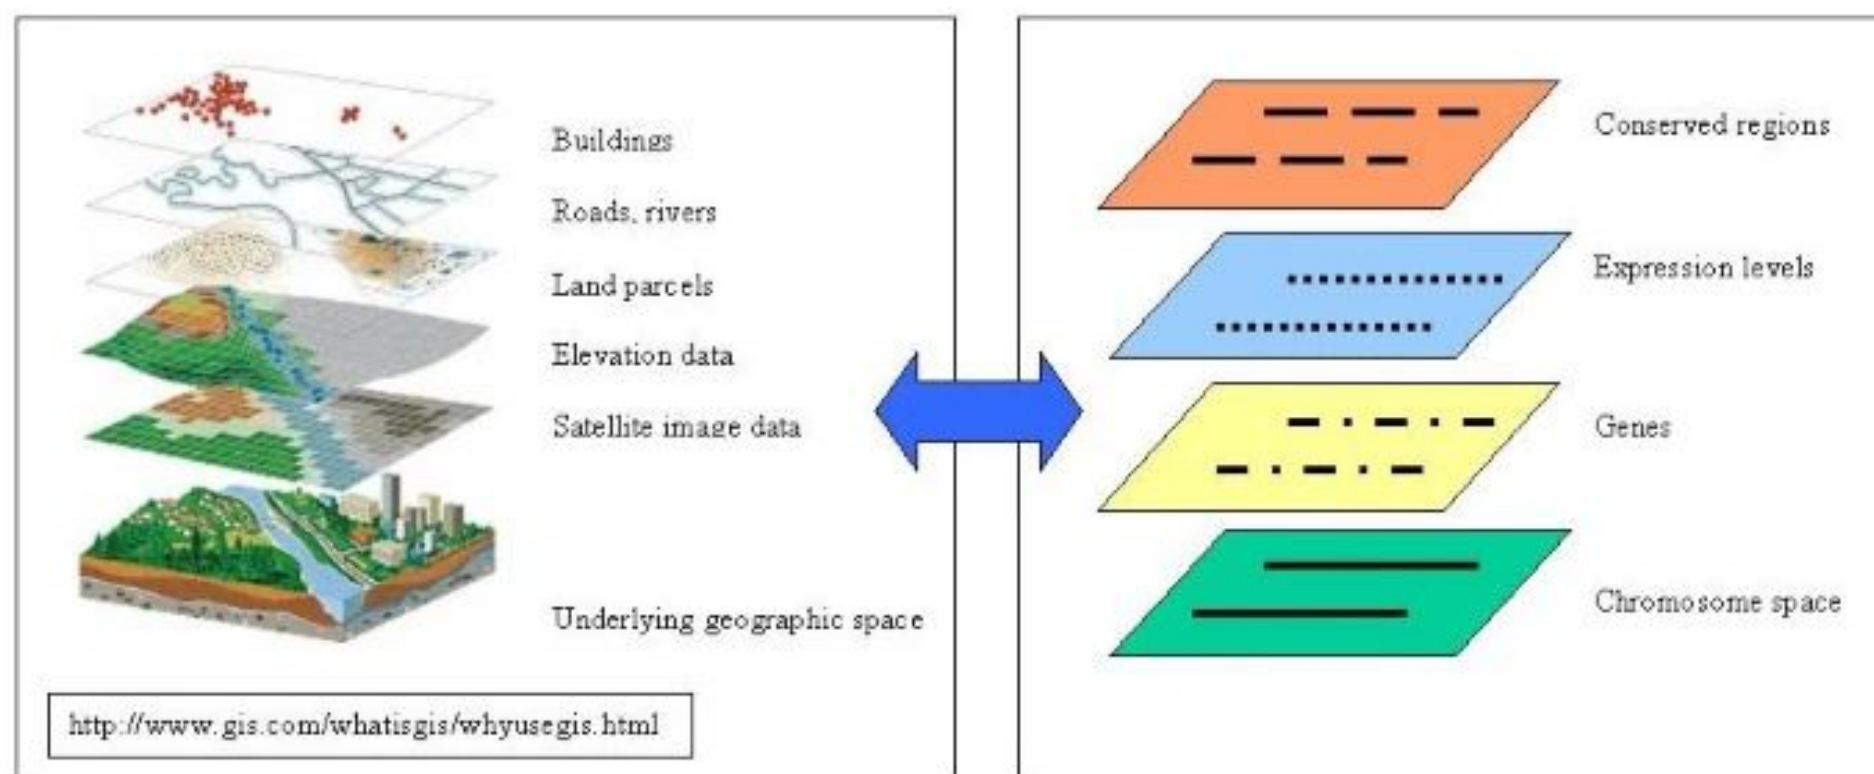 Buildings
Roads, rivers
Land parcels
Elevation data
Satellite image data
Underlying geographic space
http://www.gis.com/whatisgis/whyusegis.html
Conserved regions
Expression levels
Genes
Chromosome space